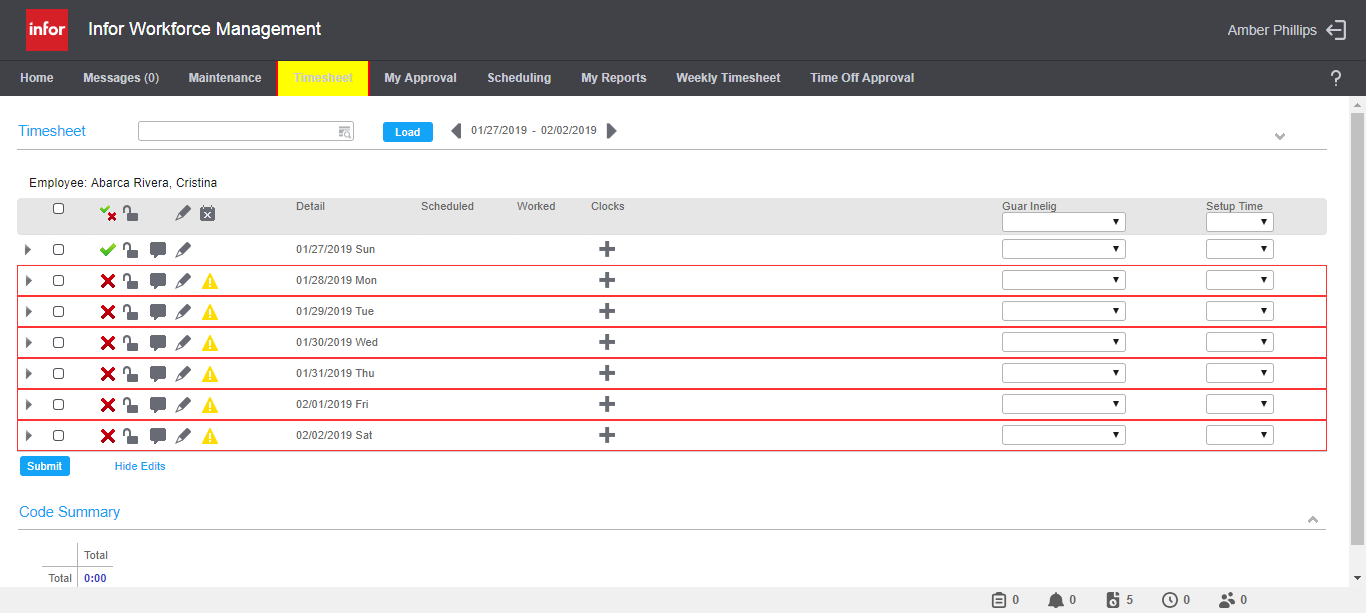 infor Infor Workforce Management Amber Phillips
Home Messages (0) Maintenance Timesheet My Approval Scheduling My Reports Weekly Timesheet Time Off Approval ?
Timesheet Load 01/27/2019 - 02/02/2019
Employee: Abarca Rivera, Cristina
Detail Scheduled Worked Clocks Guar Inelig Setup Time
01/27/2019 Sun
01/28/2019 Mon
01/29/2019 Tue
01/30/2019 Wed
01/31/2019 Thu
02/01/2019 Fri
02/02/2019 Sat
Submit Hide Edits
Code Summary
Total
Total 0:00
0 0 5 0 0